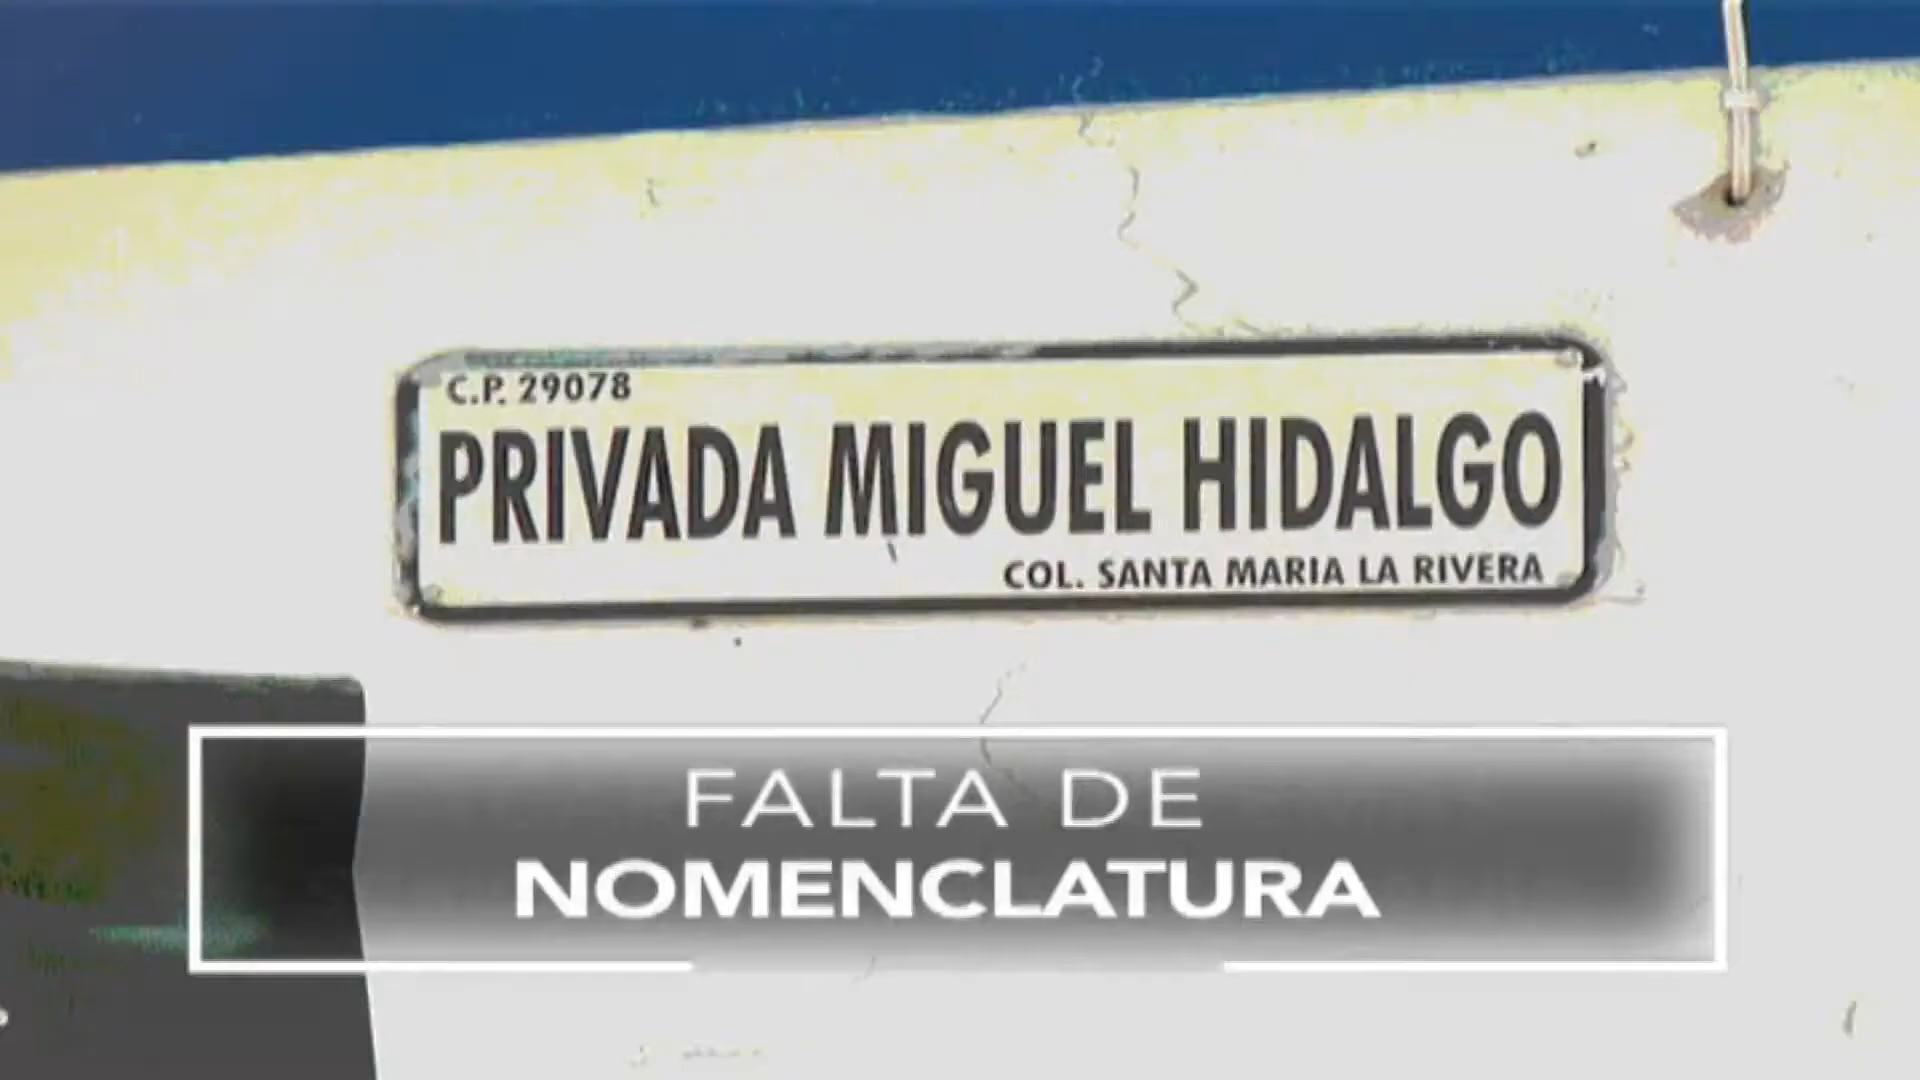 C.P. 29078
PRIVADA MIGUEL HIDALGO
COL. SANTA MARIA LA RIVERA
FALTA DE
NOMENCLATURA